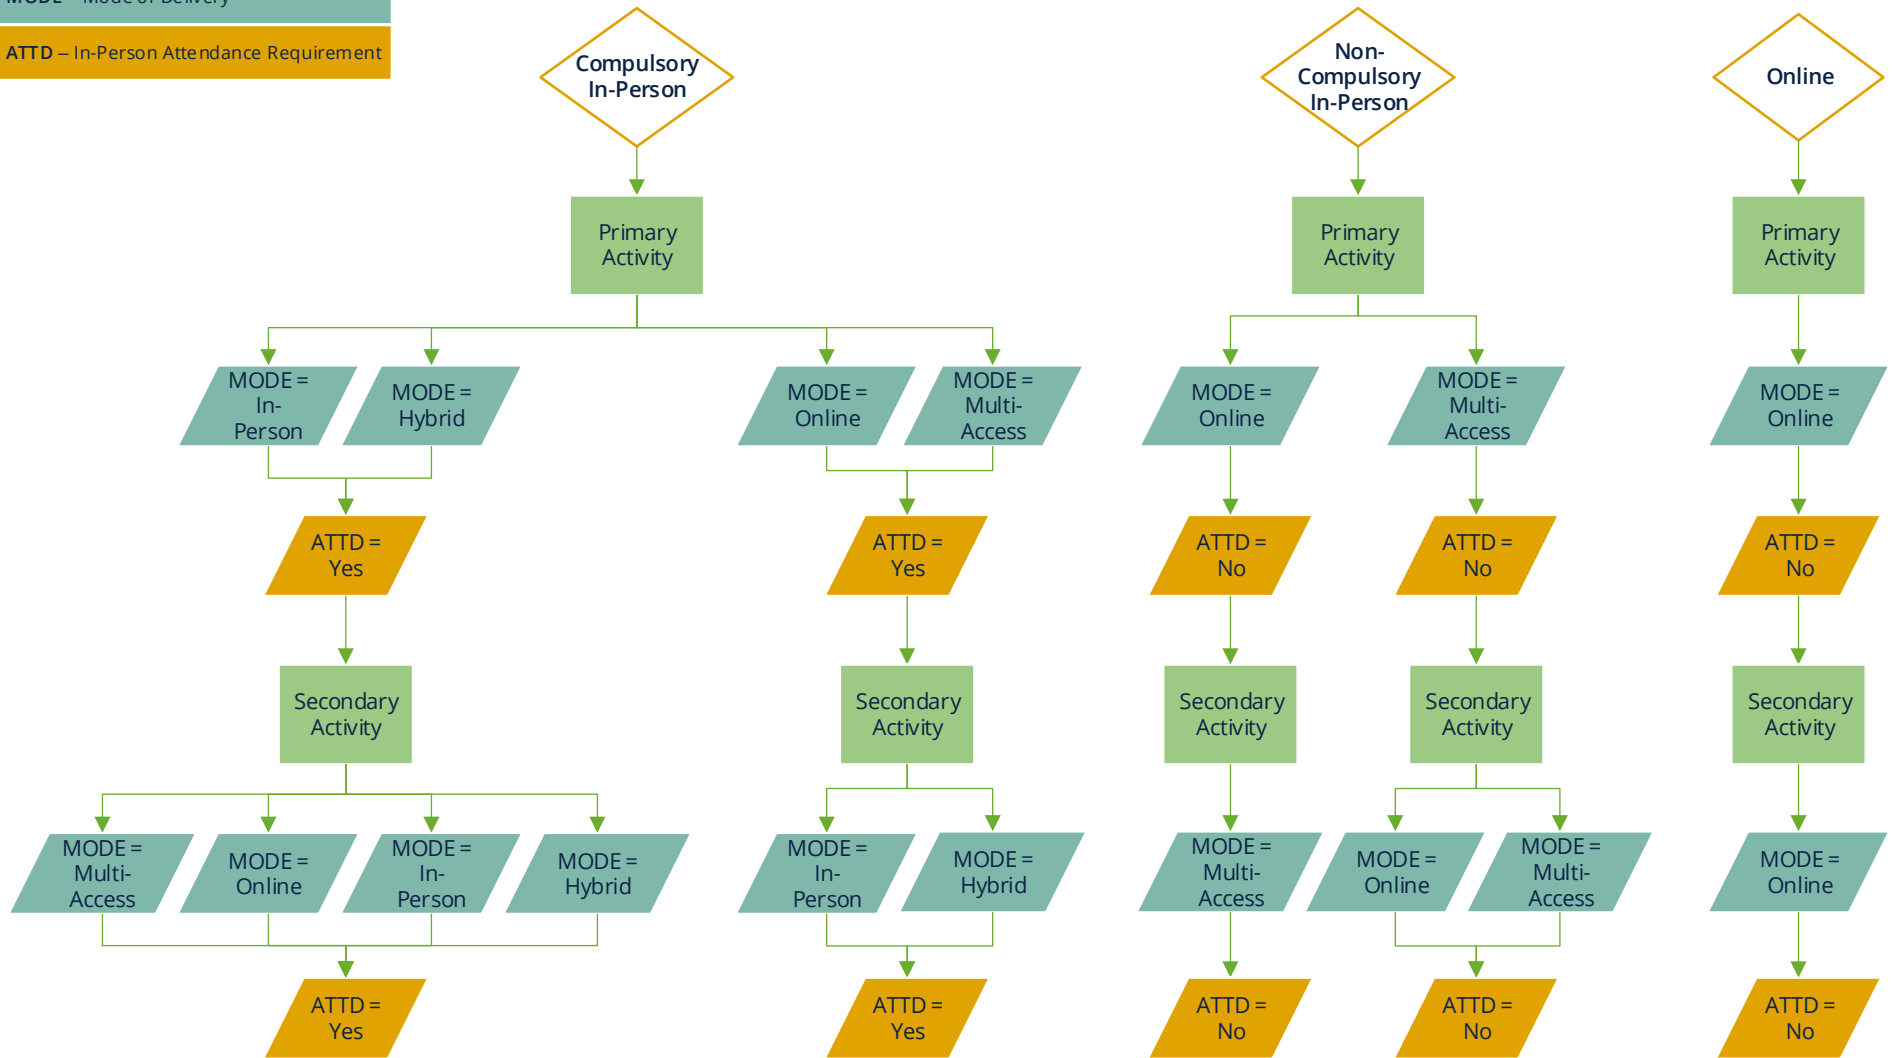 MODE – Mode of Delivery
ATTD – In-Person Attendance Requirement
Compulsory
In-Person
Non-
Compulsory
In-Person
Online
Primary
Activity
Primary
Activity
Primary
Activity
MODE =
In-
Person
MODE =
Hybrid
MODE =
Online
MODE =
Multi-
Access
MODE =
Online
MODE =
Multi-
Access
MODE =
Online
ATTD =
Yes
ATTD =
Yes
ATTD =
No
ATTD =
No
ATTD =
No
Secondary
Activity
Secondary
Activity
Secondary
Activity
Secondary
Activity
Secondary
Activity
MODE =
Multi-
Access
MODE =
Online
MODE =
In-
Person
MODE =
Hybrid
MODE =
In-
Person
MODE =
Hybrid
MODE =
Multi-
Access
MODE =
Online
MODE =
Multi-
Access
MODE =
Online
ATTD =
Yes
ATTD =
Yes
ATTD =
No
ATTD =
No
ATTD =
No